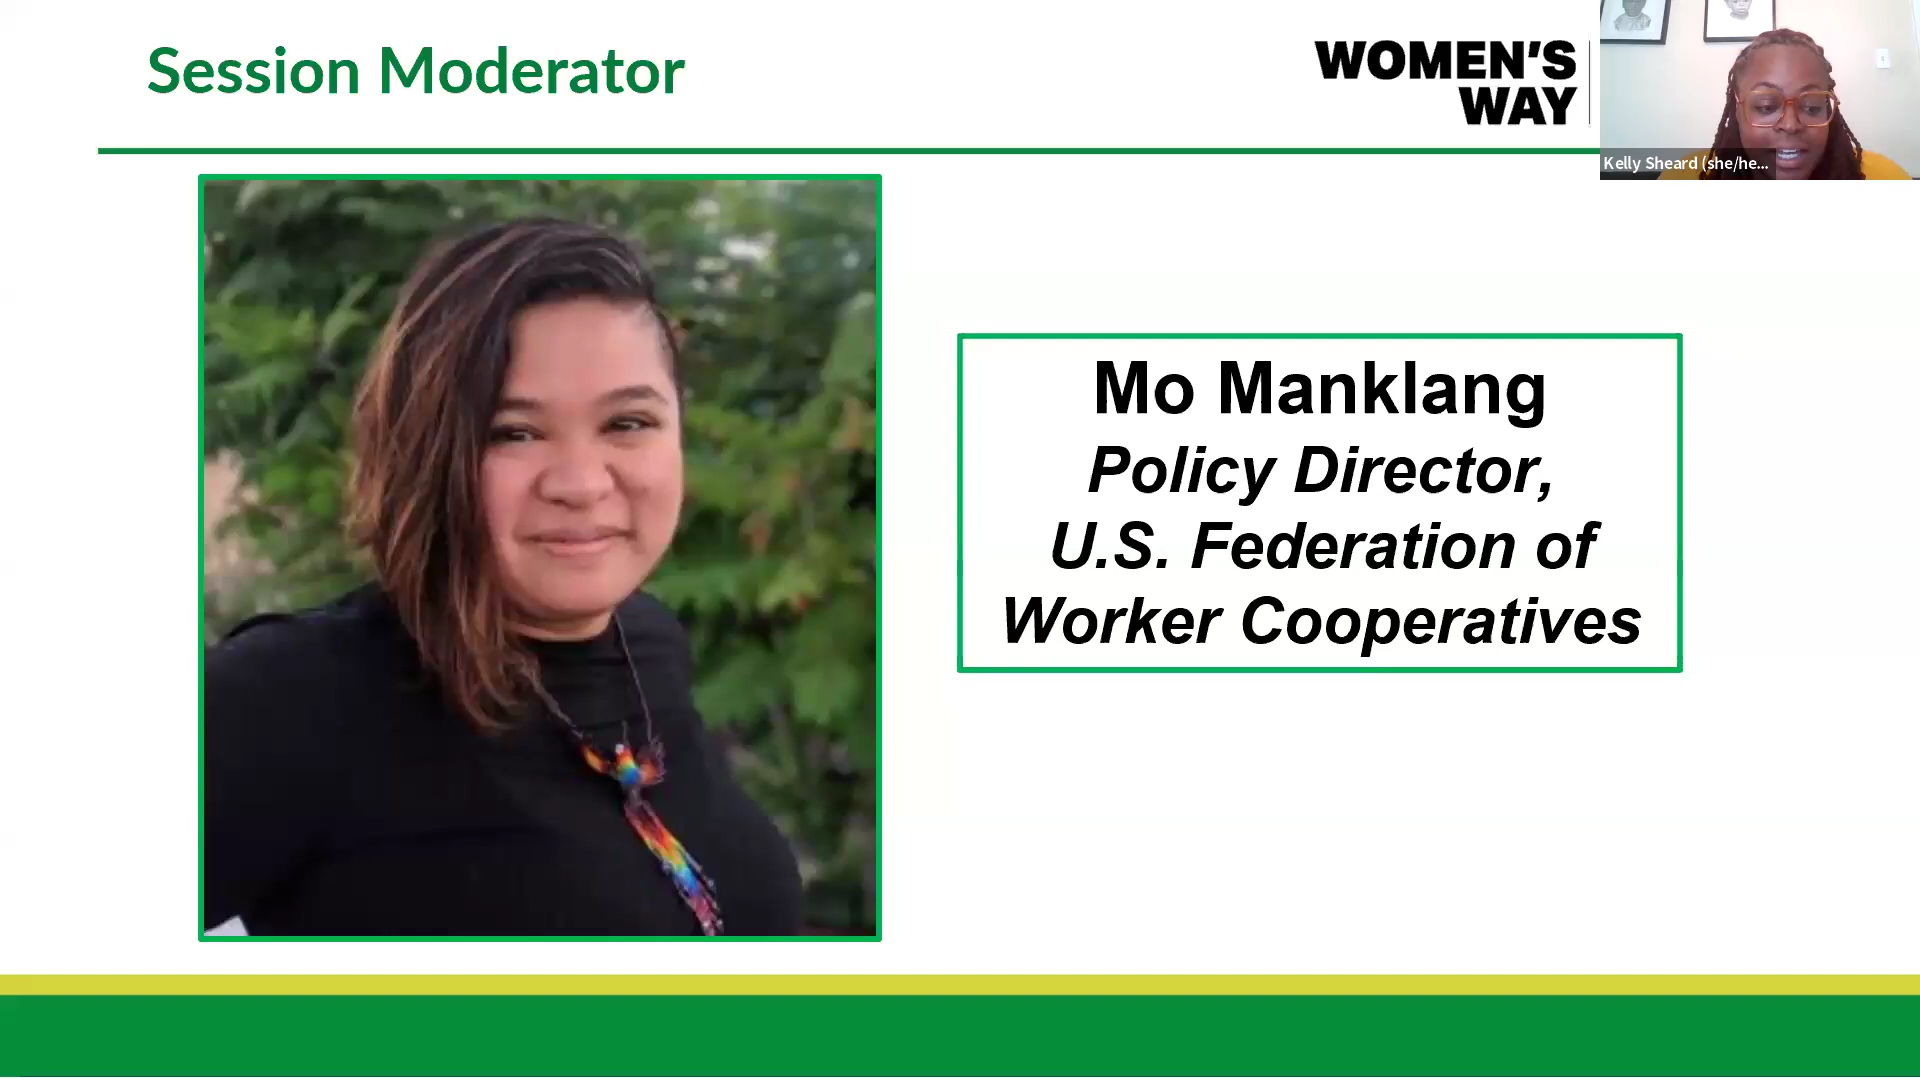 Session Moderator
WOMEN'S
WAY
Kelly Sheard (she/he...
Mo Manklang
Policy Director,
U.S. Federation of
Worker Cooperatives